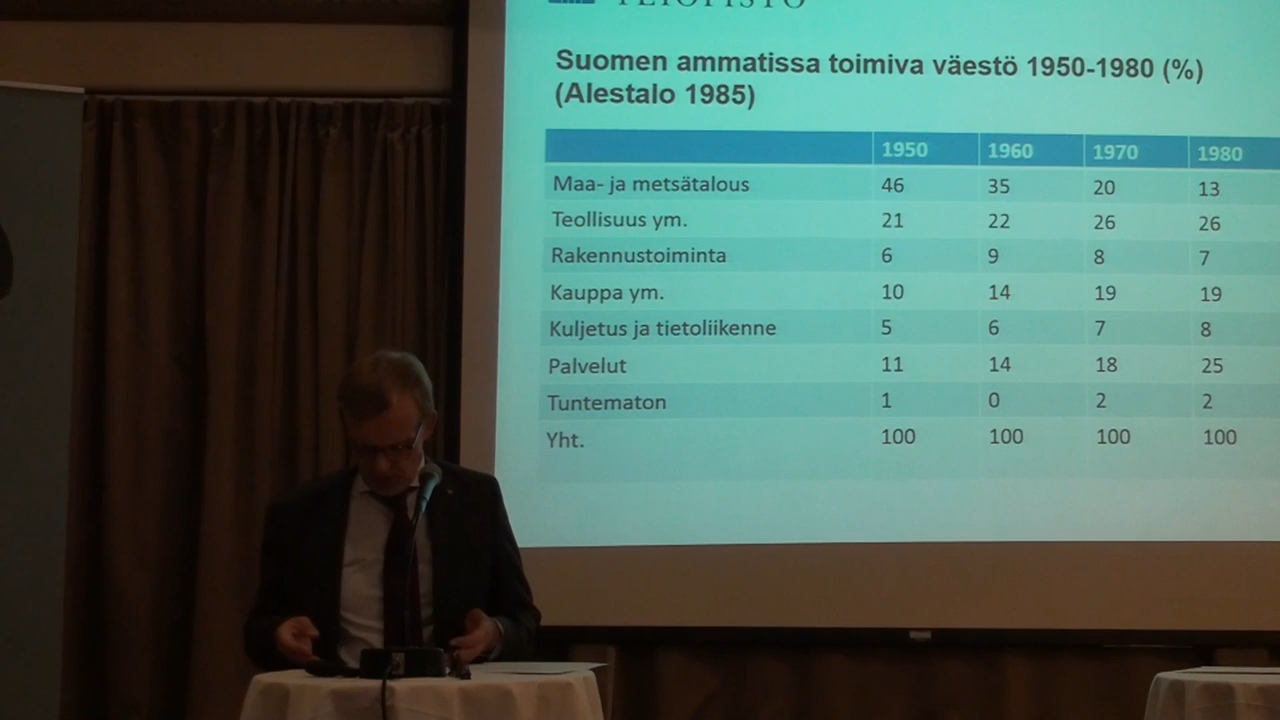 Suomen ammatissa toimiva väestö 1950-1980 (%)
(Alestalo 1985)
1950 1960 1970 1980
Maa- ja metsätalous 46 35 20 13
Teollisuus ym. 21 22 26 26
Rakennustoiminta 6 9 8 7
Kauppa ym. 10 14 19 19
Kuljetus ja tietoliikenne 5 6 7 8
Palvelut 11 14 18 25
Tuntematon 1 0 2 2
Yht. 100 100 100 100